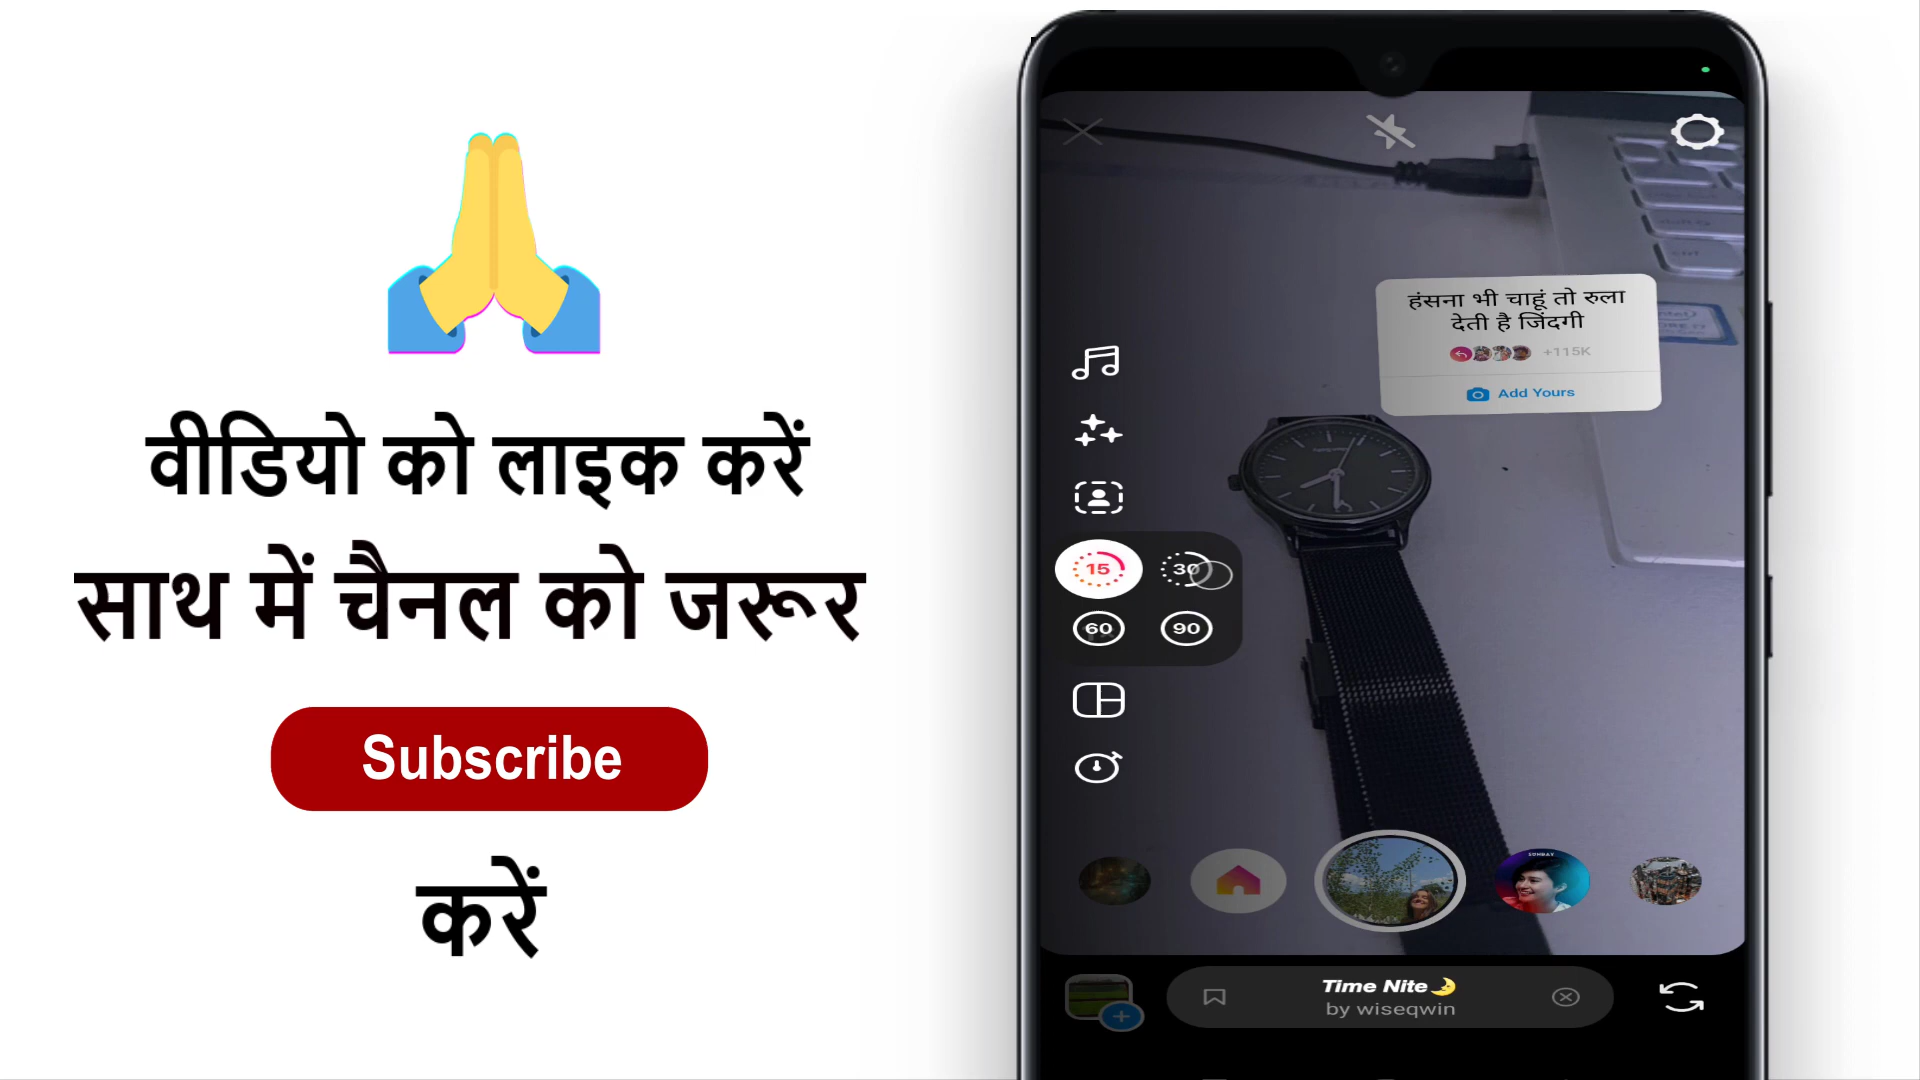 वीडियो को लाइक करें
साथ में चैनल को जरूर
Subscribe
करें
हंसना भी चाहूं तो रुला
देती है जिंदगी
+115K
Add Yours
15
30
60
90
SUNDAY
Time Nite🌙
by wiseqwin